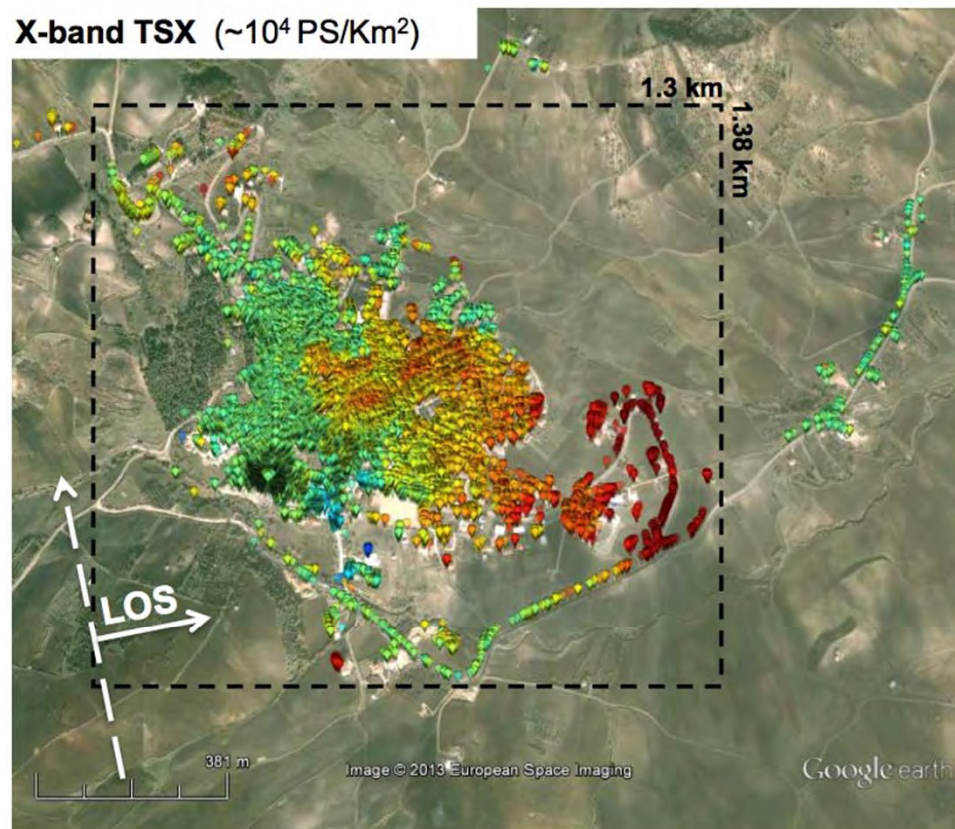 X-band TSX (~10⁴ PS/Km²)
1.3 km
1.38 km
LOS
381 m
Image © 2013 European Space Imaging
Google earth